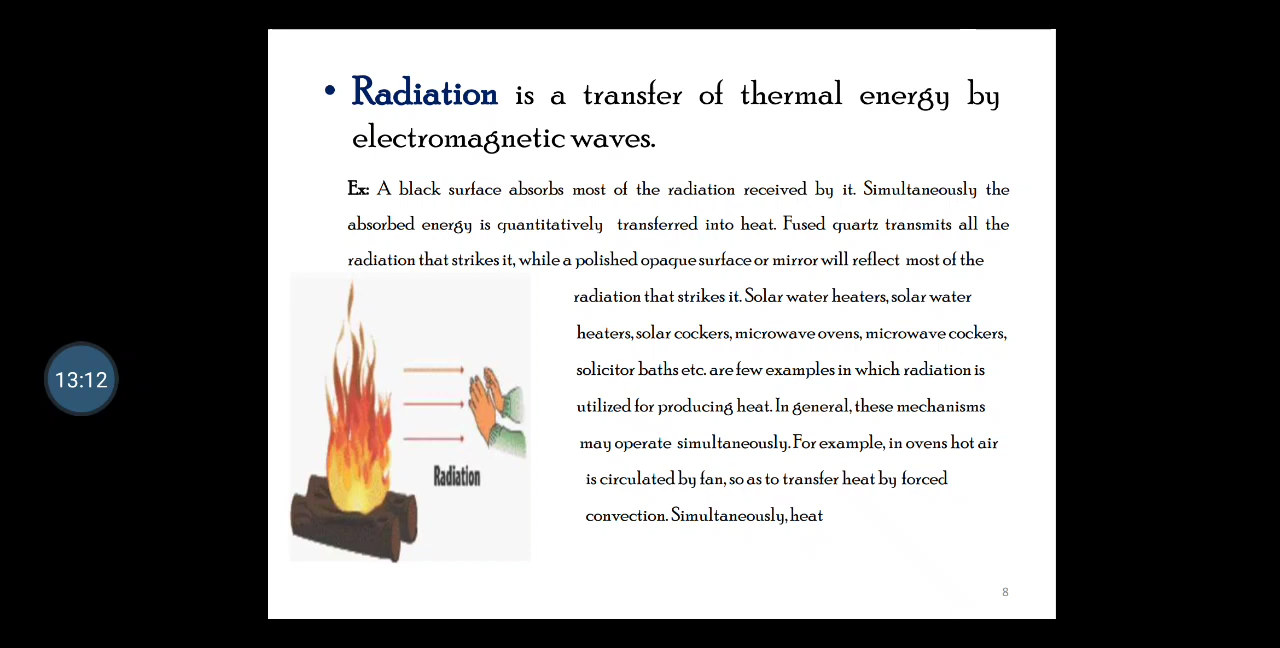 • Radiation is a transfer of thermal energy by
electromagnetic waves.
Ex: A black surface absorbs most of the radiation received by it. Simultaneously the
absorbed energy is quantitatively transferred into heat. Fused quartz transmits all the
radiation that strikes it, while a polished opaque surface or mirror will reflect most of the
radiation that strikes it. Solar water heaters, solar water
heaters, solar cockers, microwave ovens, microwave cockers,
solicitor baths etc. are few examples in which radiation is
utilized for producing heat. In general, these mechanisms
may operate simultaneously. For example, in ovens hot air
is circulated by fan, so as to transfer heat by forced
convection. Simultaneously, heat
Radiation
13:12
8